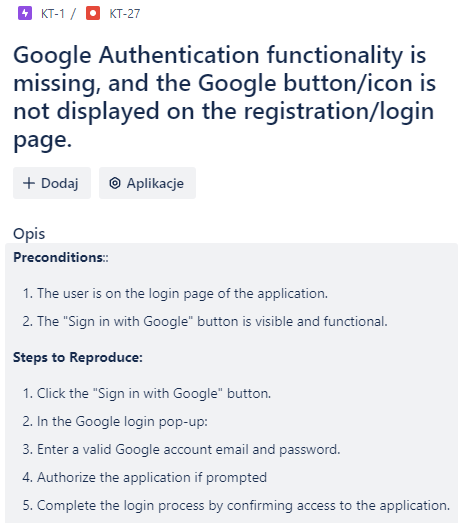 KT-1 / KT-27
Google Authentication functionality is
missing, and the Google button/icon is
not displayed on the registration/login
page.
+ Dodaj Aplikacje
Opis
Preconditions::
1. The user is on the login page of the application.
2. The "Sign in with Google" button is visible and functional.
Steps to Reproduce:
1. Click the "Sign in with Google" button.
2. In the Google login pop-up:
3. Enter a valid Google account email and password.
4. Authorize the application if prompted
5. Complete the login process by confirming access to the application.